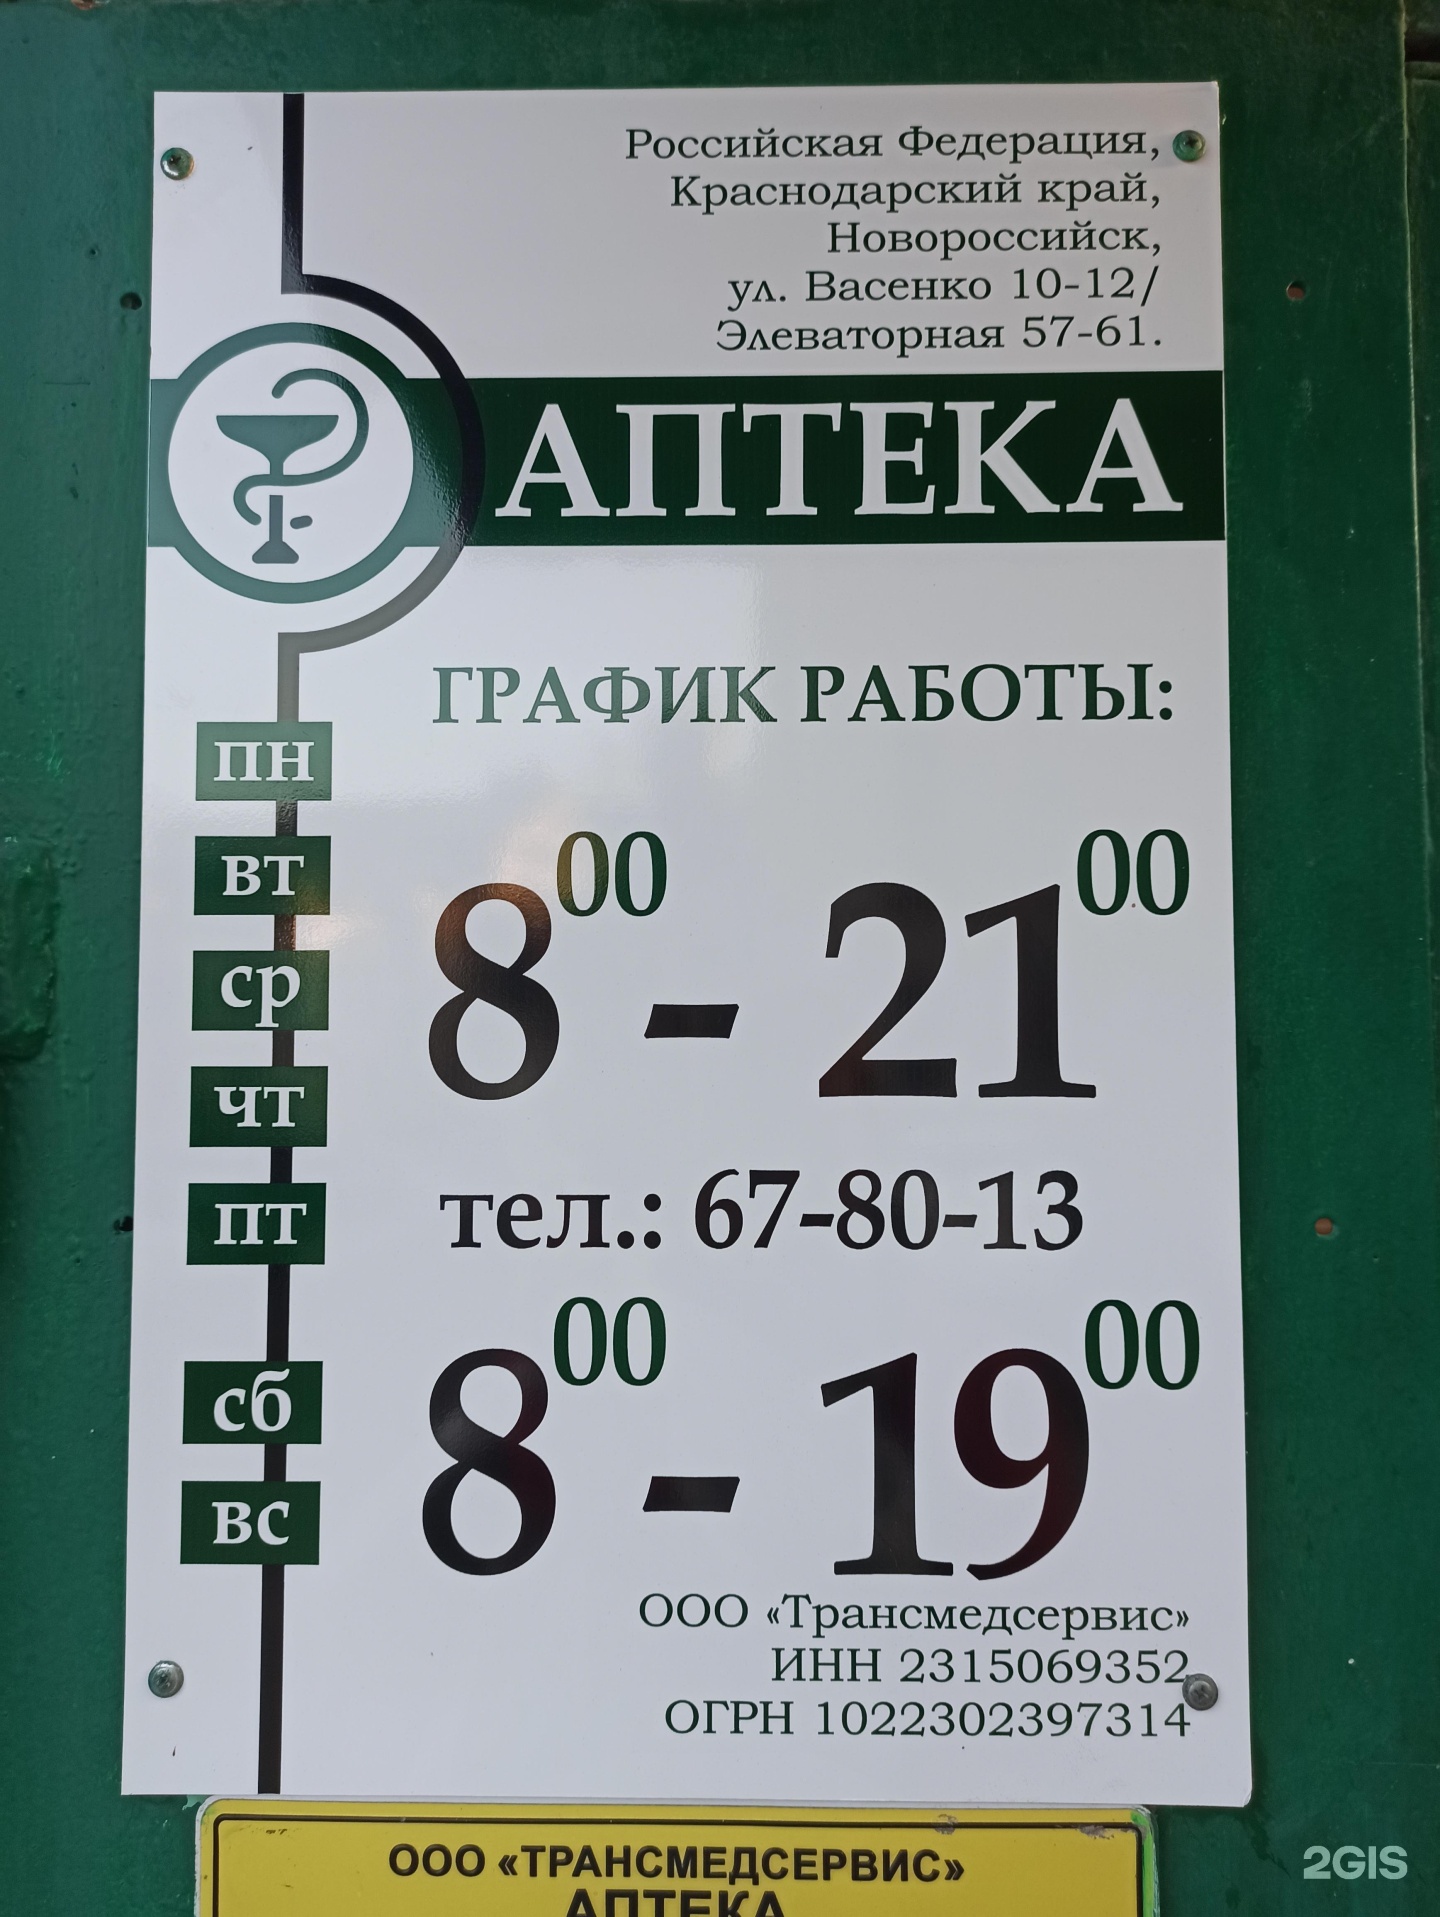 Российская Федерация,
Краснодарский край,
Новороссийск,
ул. Васенко 10-12/
Элеваторная 57-61.
АПТЕКА
ГРАФИК РАБОТЫ:
пн
вт
ср
чт
пт
8 00 - 21 00
тел.: 67-80-13
сб
вс
8 00 - 19 00
ООО «Трансмедсервис»
ИНН 2315069352
ОГРН 1022302397314
ООО «ТРАНСМЕДСЕРВИС»
АПТЕКА
2GIS